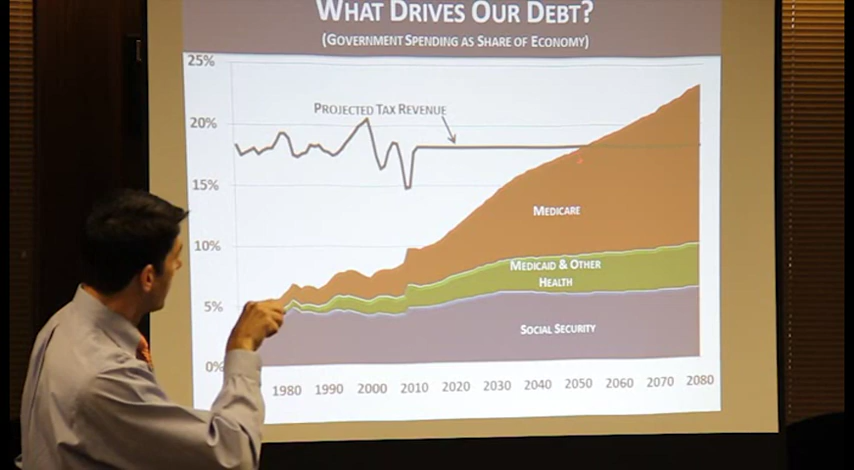 WHAT DRIVES OUR DEBT?
(GOVERNMENT SPENDING AS SHARE OF ECONOMY)
25%
PROJECTED TAX REVENUE
20%
15%
MEDICARE
10%
MEDICAID & OTHER
HEALTH
5%
SOCIAL SECURITY
0%
1980 1990 2000 2010 2020 2030 2040 2050 2060 2070 2080